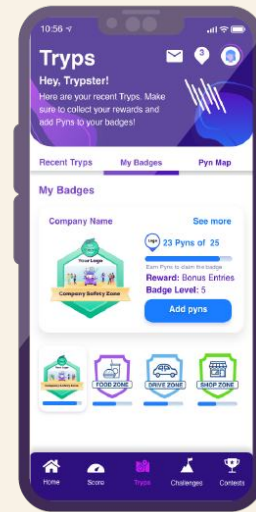 10:56
Tryps
3
Hey, Trypster!
Here are your recent Tryps. Make
sure to collect your rewards and
add Pyns to your badges!
Recent Tryps My Badges Pyn Map
My Badges
Company Name See more
Your Logo
Company Safety Zone
23 Pyns of 25
Earn Pyns to claim the badge
Reward: Bonus Entries
Badge Level: 5
Add pyns
Company Safety Zone
FOOD ZONE
DRIVE ZONE
SHOP ZONE
Home Score Tryps Challenges Contests